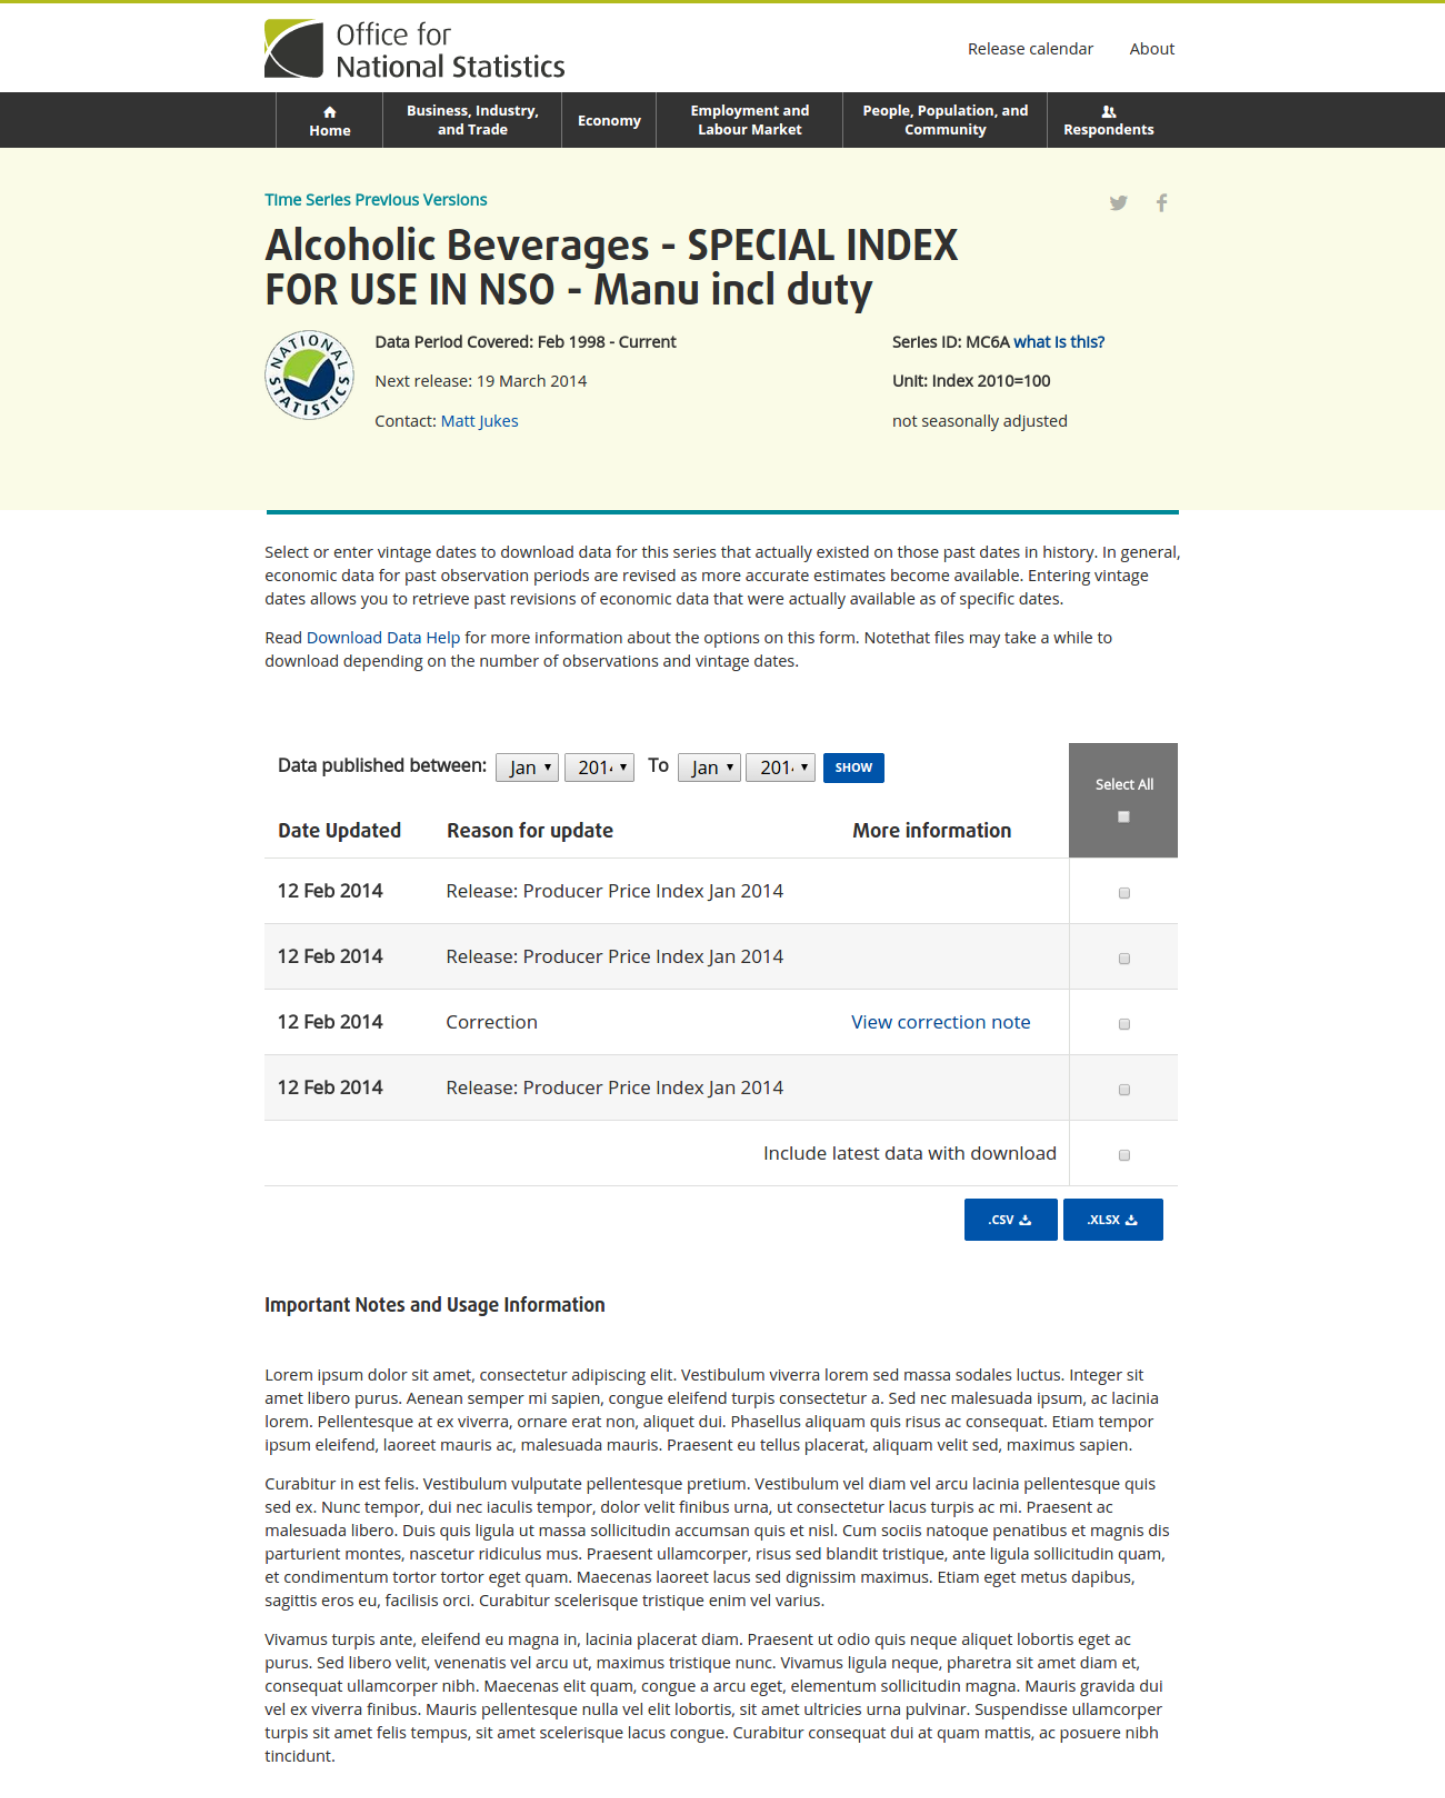 Office for
National Statistics
Release calendar About
Home
Business, Industry,
and Trade
Economy
Employment and
Labour Market
People, Population, and
Community
Respondents
Time Series Previous Versions
Alcoholic Beverages - SPECIAL INDEX
FOR USE IN NSO - Manu incl duty
NATIONAL STATISTICS
Data Period Covered: Feb 1998 - Current
Next release: 19 March 2014
Contact: Matt Jukes
Series ID: MC6A what is this?
Unit: Index 2010=100
not seasonally adjusted
Select or enter vintage dates to download data for this series that actually existed on those past dates in history. In general,
economic data for past observation periods are revised as more accurate estimates become available. Entering vintage
dates allows you to retrieve past revisions of economic data that were actually available as of specific dates.
Read Download Data Help for more information about the options on this form. Notethat files may take a while to
download depending on the number of observations and vintage dates.
Data published between: Jan 201 To Jan 201 SHOW
Select All
Date Updated Reason for update More information
12 Feb 2014 Release: Producer Price Index Jan 2014
12 Feb 2014 Release: Producer Price Index Jan 2014
12 Feb 2014 Correction View correction note
12 Feb 2014 Release: Producer Price Index Jan 2014
Include latest data with download
.CSV .XLSX
Important Notes and Usage Information
Lorem ipsum dolor sit amet, consectetur adipiscing elit. Vestibulum viverra lorem sed massa sodales luctus. Integer sit
amet libero purus. Aenean semper mi sapien, congue eleifend turpis consectetur a. Sed nec malesuada ipsum, ac lacinia
lorem. Pellentesque at ex viverra, ornare erat non, aliquet dui. Phasellus aliquam quis risus ac consequat. Etiam tempor
ipsum eleifend, laoreet mauris ac, malesuada mauris. Praesent eu tellus placerat, aliquam velit sed, maximus sapien.
Curabitur in est felis. Vestibulum vulputate pellentesque pretium. Vestibulum vel diam vel arcu lacinia pellentesque quis
sed ex. Nunc tempor, dui nec iaculis tempor, dolor velit finibus urna, ut consectetur lacus turpis ac mi. Praesent ac
malesuada libero. Duis quis ligula ut massa sollicitudin accumsan quis et nisl. Cum sociis natoque penatibus et magnis dis
parturient montes, nascetur ridiculus mus. Praesent ullamcorper, risus sed blandit tristique, ante ligula sollicitudin quam,
et condimentum tortor tortor eget quam. Maecenas laoreet lacus sed dignissim maximus. Etiam eget metus dapibus,
sagittis eros eu, facilisis orci. Curabitur scelerisque tristique enim vel varius.
Vivamus turpis ante, eleifend eu magna in, lacinia placerat diam. Praesent ut odio quis neque aliquet lobortis eget ac
purus. Sed libero velit, venenatis vel arcu ut, maximus tristique nunc. Vivamus ligula neque, pharetra sit amet diam et,
consequat ullamcorper nibh. Maecenas elit quam, congue a arcu eget, elementum sollicitudin magna. Mauris gravida dui
vel ex viverra finibus. Mauris pellentesque nulla vel elit lobortis, sit amet ultricies urna pulvinar. Suspendisse ullamcorper
turpis sit amet felis tempus, sit amet scelerisque lacus congue. Curabitur consequat dui at quam mattis, ac posuere nibh
tincidunt.